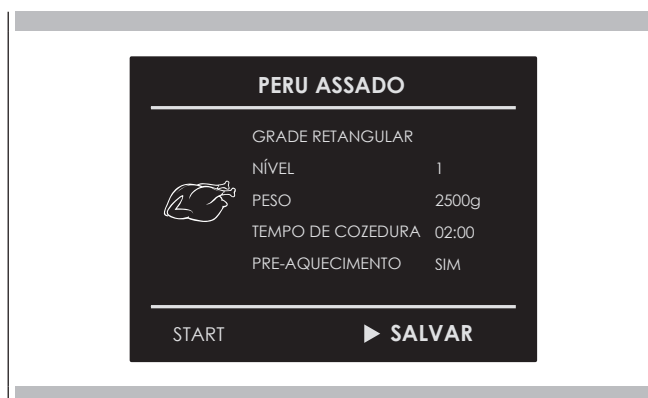 PERU ASSADO
GRADE RETANGULAR
NÍVEL 1
PESO 2500g
TEMPO DE COZEDURA 02:00
PRE-AQUECIMENTO SIM
START ▶ SALVAR